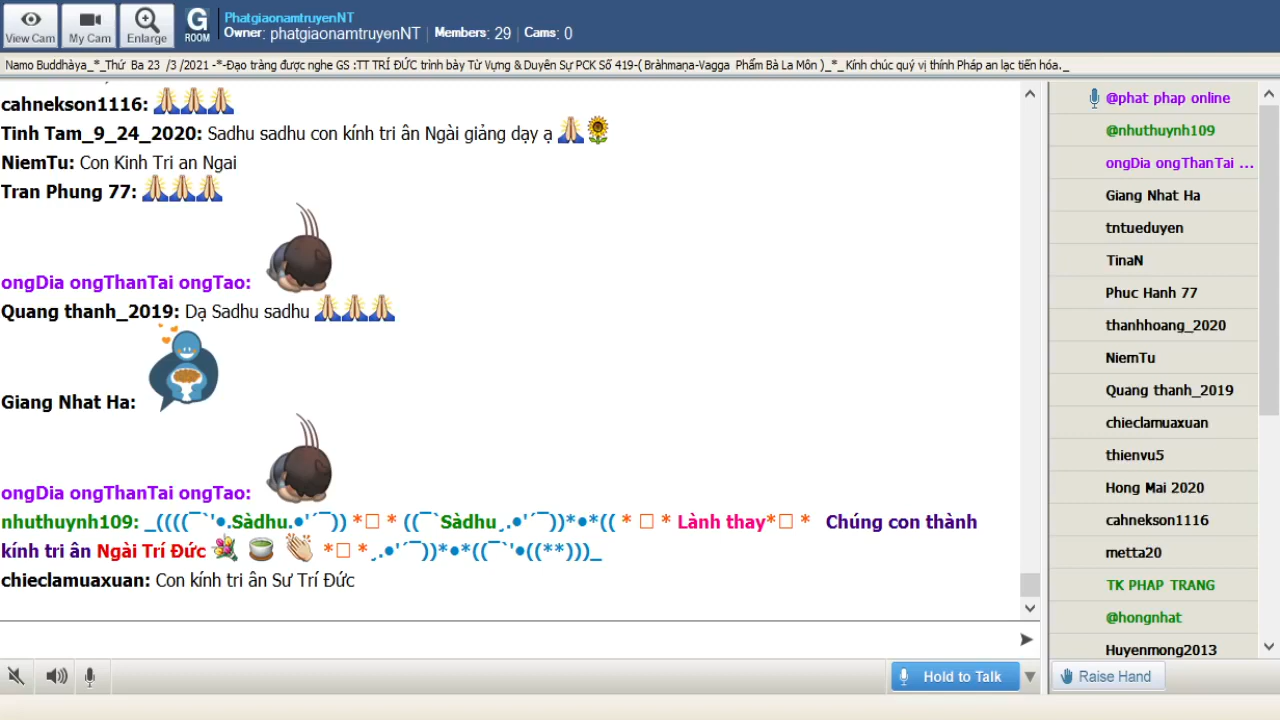 View Cam
My Cam
Enlarge
G
ROOM
PhatgiaonamtruyenNT
Owner: phatgiaonamtruyenNT | Members: 29 | Cams: 0
Namo Buddhàya_*_Thứ Ba 23 /3 /2021 -*-Đạo tràng được nghe GS :TT TRÍ ĐỨC trình bày Từ Vựng & Duyên Sự PCK Số 419-( Bràhmaṇa-Vagga Phẩm Bà La Môn )_*_ Kính chúc quý vị thính Pháp an lạc tiến hóa._
cahnekson1116: 🙏🙏🙏
Tinh Tam_9_24_2020: Sadhu sadhu con kính tri ân Ngài giảng dạy ạ 🙏🌻
NiemTu: Con Kinh Tri an Ngai
Tran Phung 77: 🙏🙏🙏
ongDia ongThanTai ongTao:
Quang thanh_2019: Dạ Sadhu sadhu 🙏🙏🙏
Giang Nhat Ha:
ongDia ongThanTai ongTao:
nhuthuynh109: _((((¯`'•.Sàdhu.•'´¯)) *□ * ((¯`Sàdhu¸.•'´¯))*•*(( * □ * Lành thay*□ * Chúng con thành
kính tri ân Ngài Trí Đức 💐 🍵 👏 *□ *¸.•'´¯))*•*((¯`'•((**)))_
chieclamuaxuan: Con kính tri ân Sư Trí Đức
Hold to Talk
@phat phap online
@nhuthuynh109
ongDia ongThanTai ...
Giang Nhat Ha
tntueduyen
TinaN
Phuc Hanh 77
thanhhoang_2020
NiemTu
Quang thanh_2019
chieclamuaxuan
thienvu5
Hong Mai 2020
cahnekson1116
metta20
TK PHAP TRANG
@hongnhat
Huyenmong2013
Raise Hand